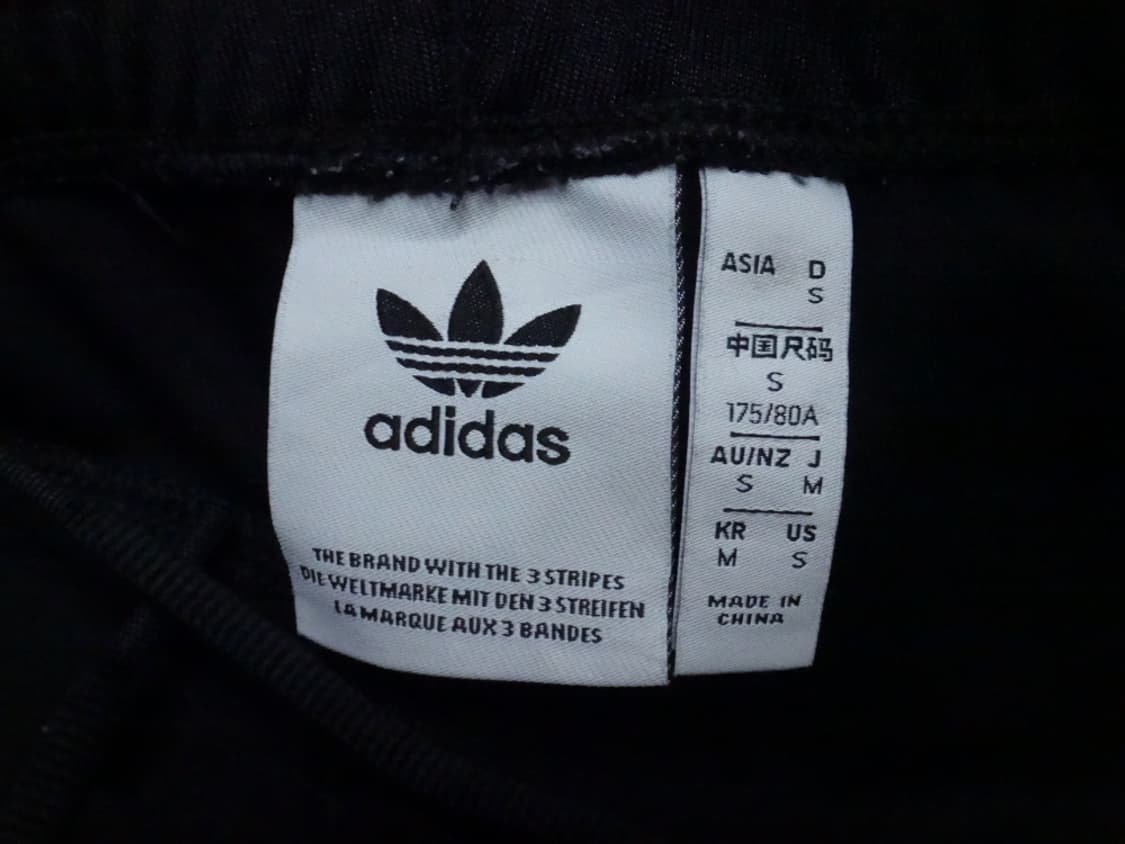 adidas
THE BRAND WITH THE 3 STRIPES
DIE WELTMARKE MIT DEN 3 STREIFEN
LA MARQUE AUX 3 BANDES
ASIA D
S
中国尺码
S
175/80A
AU/NZ J
S M
KR US
M S
MADE IN
CHINA